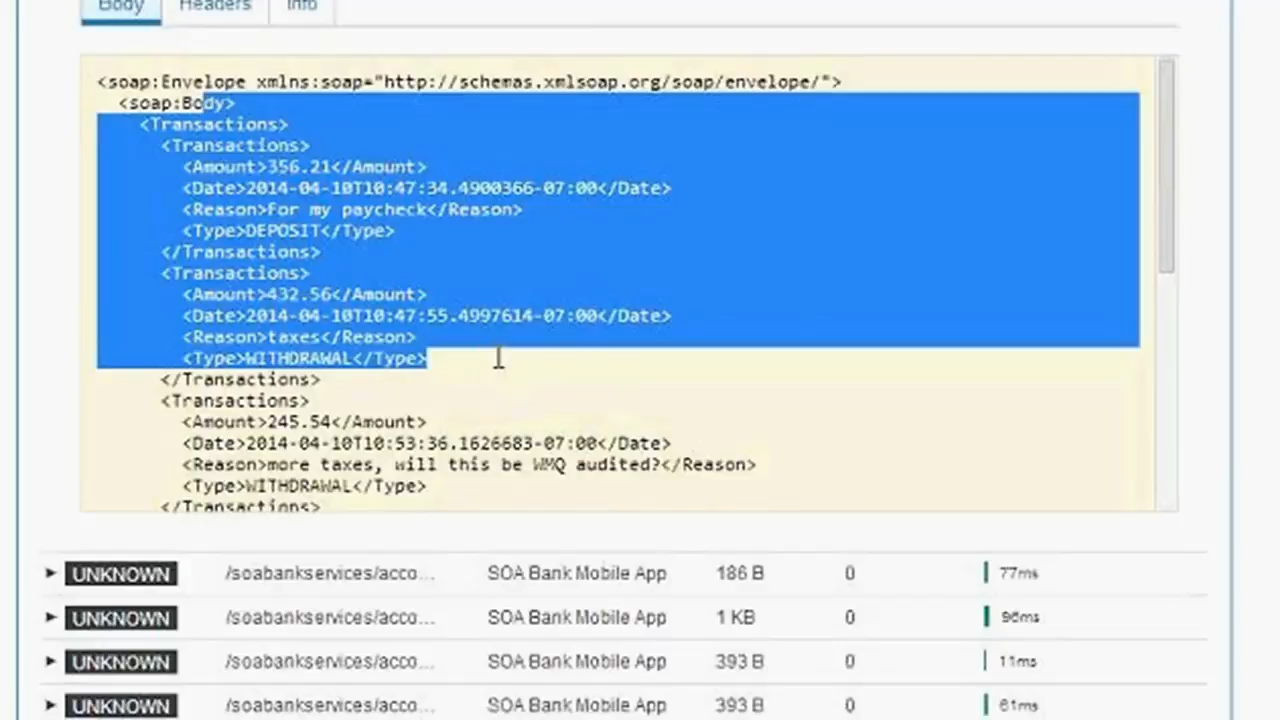 Body Headers Info
<soap:Envelope xmlns:soap="http://schemas.xmlsoap.org/soap/envelope/">
<soap:Body>
<Transactions>
<Transactions>
<Amount>356.21</Amount>
<Date>2014-04-10T10:47:34.4900366-07:00</Date>
<Reason>For my paycheck</Reason>
<Type>DEPOSIT</Type>
</Transactions>
<Transactions>
<Amount>432.56</Amount>
<Date>2014-04-10T10:47:55.4997614-07:00</Date>
<Reason>taxes</Reason>
<Type>WITHDRAWAL</Type>
</Transactions>
<Transactions>
<Amount>245.54</Amount>
<Date>2014-04-10T10:53:36.1626683-07:00</Date>
<Reason>more taxes, will this be WMQ audited?</Reason>
<Type>WITHDRAWAL</Type>
</Transactions>
UNKNOWN /soabankservices/acco... SOA Bank Mobile App 186 B 0 77ms
UNKNOWN /soabankservices/acco... SOA Bank Mobile App 1 KB 0 96ms
UNKNOWN /soabankservices/acco... SOA Bank Mobile App 393 B 0 11ms
UNKNOWN /soabankservices/acco... SOA Bank Mobile App 393 B 0 61ms